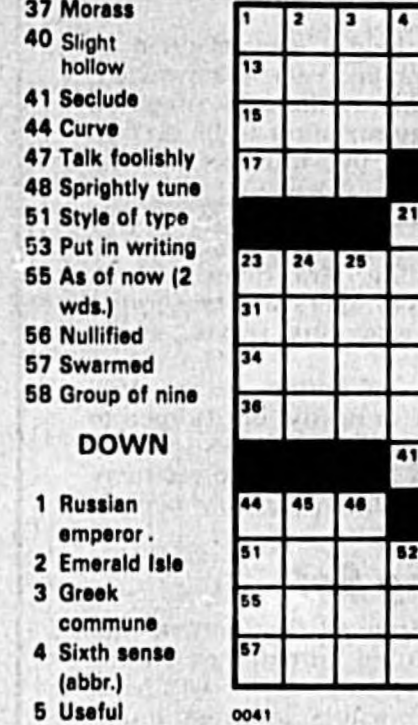 37 Morass
40 Slight
hollow
41 Seclude
44 Curve
47 Talk foolishly
48 Sprightly tune
51 Style of type
53 Put in writing
55 As of now (2
wds.)
56 Nullified
57 Swarmed
58 Group of nine
DOWN
1 Russian
emperor.
2 Emerald Isle
3 Greek
commune
4 Sixth sense
(abbr.)
5 Useful
1 2 3 4
13
15
17
21
23 24 25
31
34
36
41
44 45 46
51 52
55
57
0041